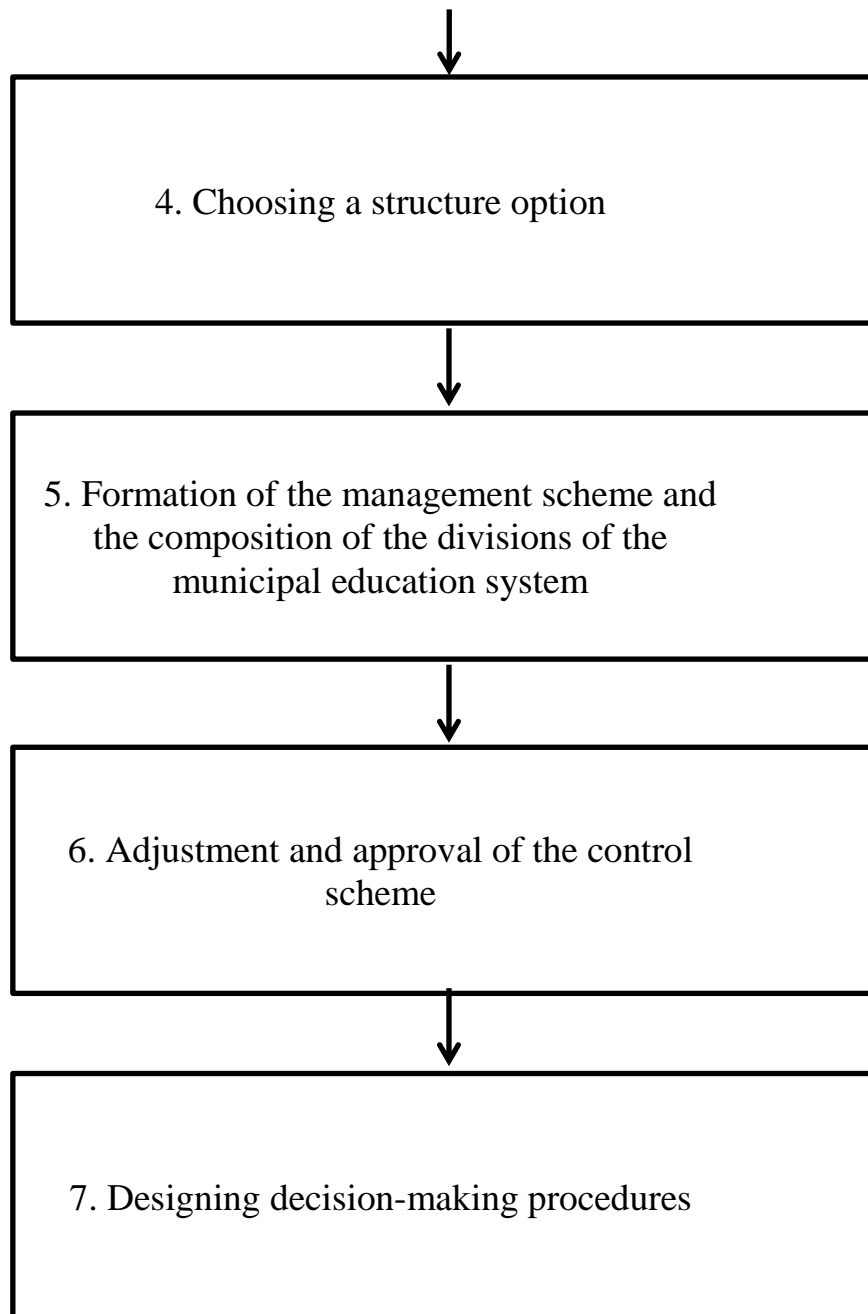 4. Choosing a structure option
5. Formation of the management scheme and
the composition of the divisions of the
municipal education system
6. Adjustment and approval of the control
scheme
7. Designing decision-making procedures